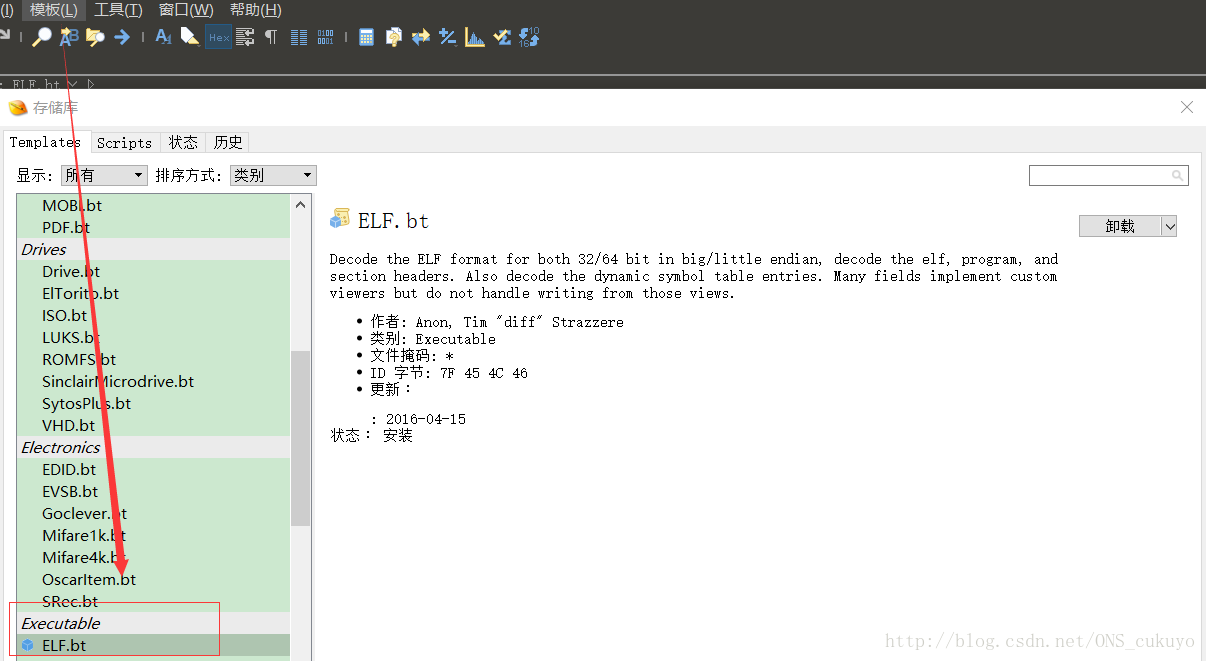 (I) 模板(L) 工具(T) 窗口(W) 帮助(H)
Hex
ELF.bt
存储库
Templates Scripts 状态 历史
显示: 所有 排序方式: 类别
MOBI.bt
PDF.bt
Drives
Drive.bt
ElTorito.bt
ISO.bt
LUKS.bt
ROMFS.bt
SinclairMicrodrive.bt
SytosPlus.bt
VHD.bt
Electronics
EDID.bt
EVSB.bt
Goclever.bt
Mifare1k.bt
Mifare4k.bt
OscarItem.bt
SRec.bt
Executable
ELF.bt
ELF.bt
卸载
Decode the ELF format for both 32/64 bit in big/little endian, decode the elf, program, and
section headers. Also decode the dynamic symbol table entries. Many fields implement custom
viewers but do not handle writing from those views.
• 作者: Anon, Tim "diff" Strazzere
• 类别: Executable
• 文件掩码: *
• ID 字节: 7F 45 4C 46
• 更新：
: 2016-04-15
状态： 安装
http://blog.csdn.net/ONS_cukuyo